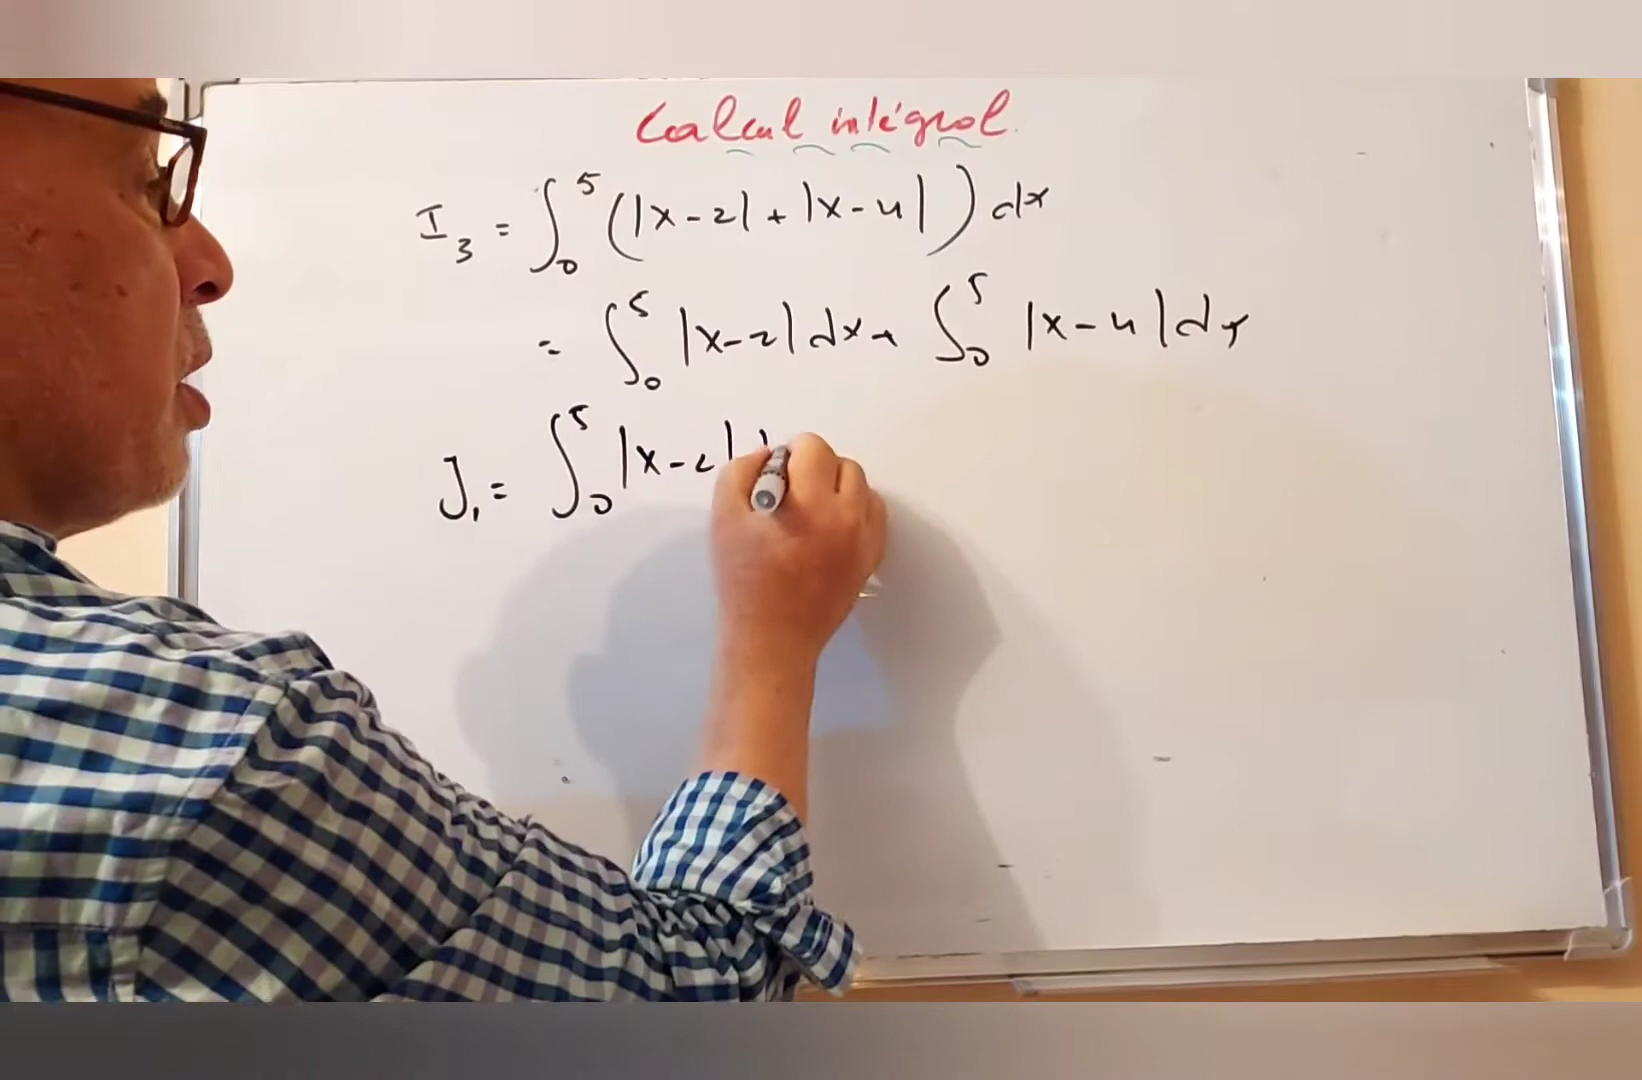 Calcul intégral
I₃ = ∫₀⁵ (|x-2| + |x-4|) dx
= ∫₀⁵ |x-2| dx + ∫₀⁵ |x-4| dx
J₁ = ∫₀⁵ |x-2|